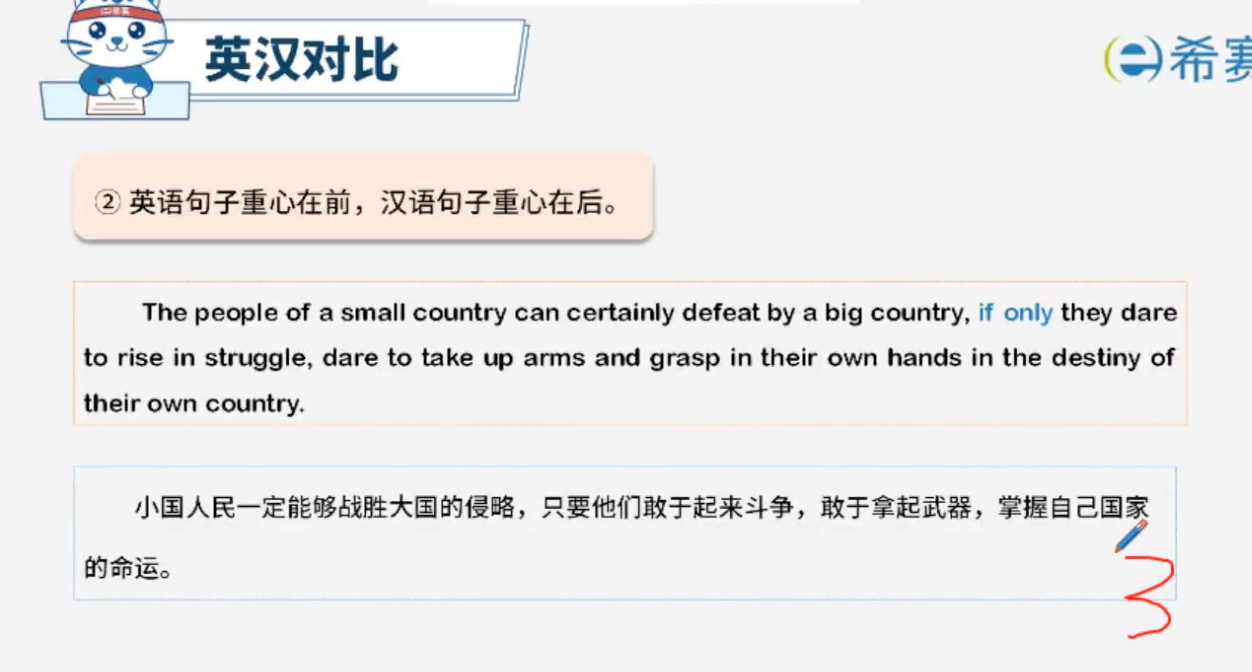 英汉对比
希赛
② 英语句子重心在前，汉语句子重心在后。
The people of a small country can certainly defeat by a big country, if only they dare
to rise in struggle, dare to take up arms and grasp in their own hands in the destiny of
their own country.
小国人民一定能够战胜大国的侵略，只要他们敢于起来斗争，敢于拿起武器，掌握自己国家
的命运。
3